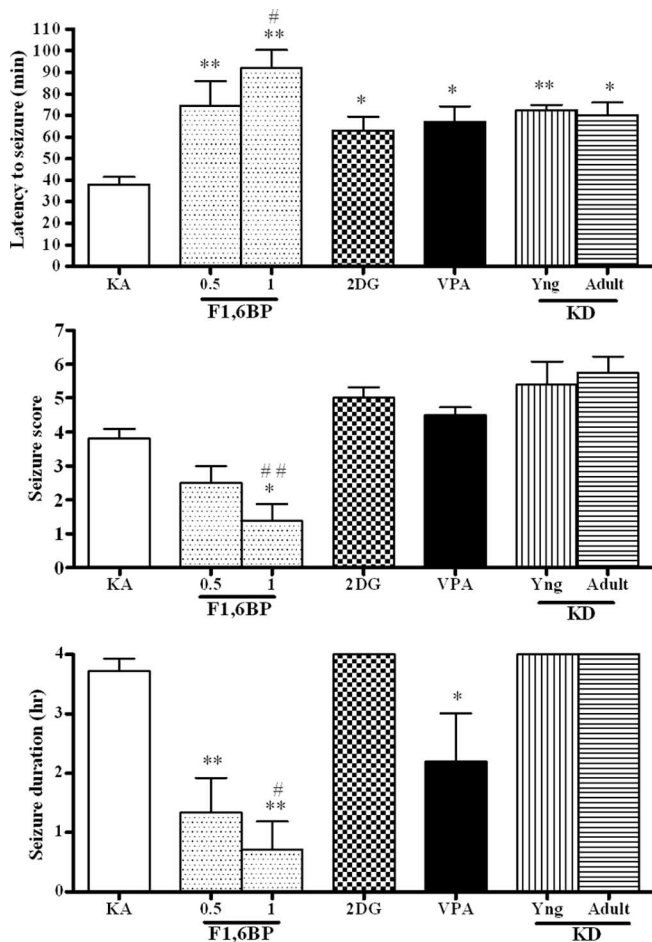 Latency to seizure (min)
110
100
90
80
70
60
50
40
30
20
10
0
#
**
**
*
*
**
*
KA
0.5
1
2DG
VPA
Yng
Adult
F1,6BP
KD
Seizure score
7
6
5
4
3
2
1
0
# #
*
KA
0.5
1
2DG
VPA
Yng
Adult
F1,6BP
KD
Seizure duration (hr)
4
3
2
1
0
**
#
**
*
KA
0.5
1
2DG
VPA
Yng
Adult
F1,6BP
KD